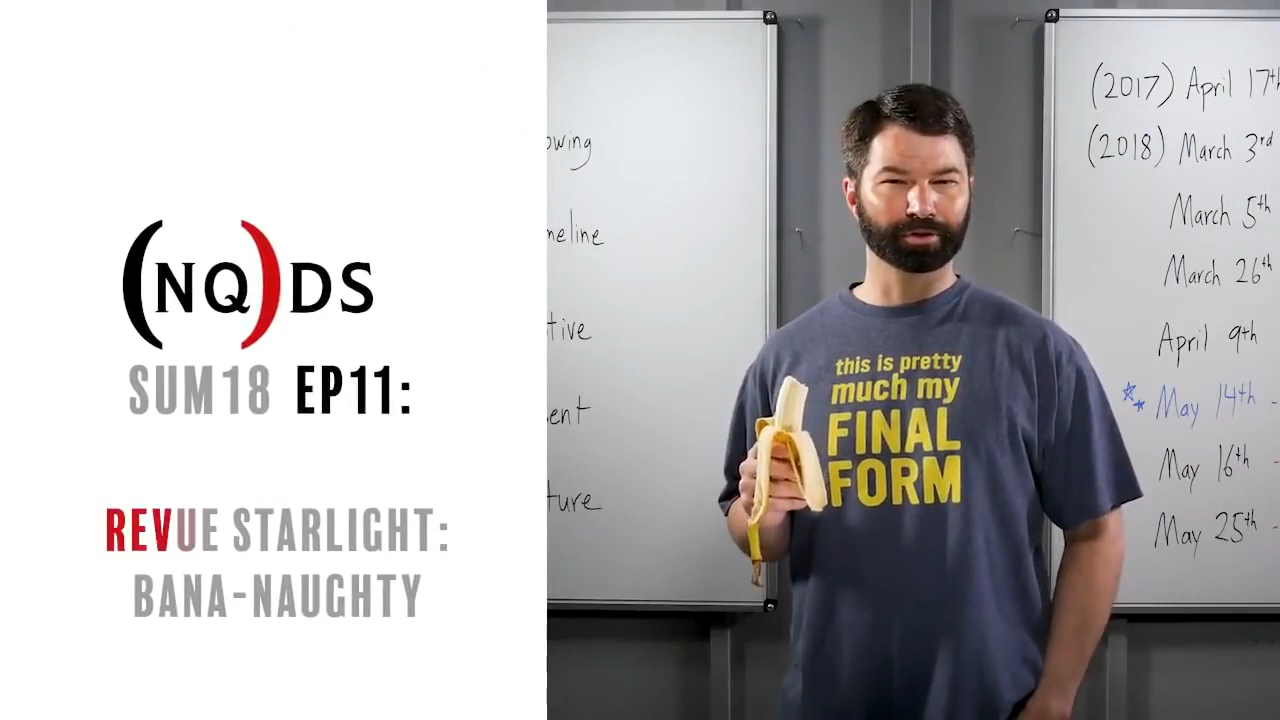 (NQ)DS
SUM18 EP11:
REVUE STARLIGHT:
BANA-NAUGHTY
owing
neline
tive
ent
ture
this is pretty
much my
FINAL
FORM
(2017) April 17th
(2018) March 3rd
March 5th
March 26th
April 9th
May 14th -
May 16th -
May 25th -